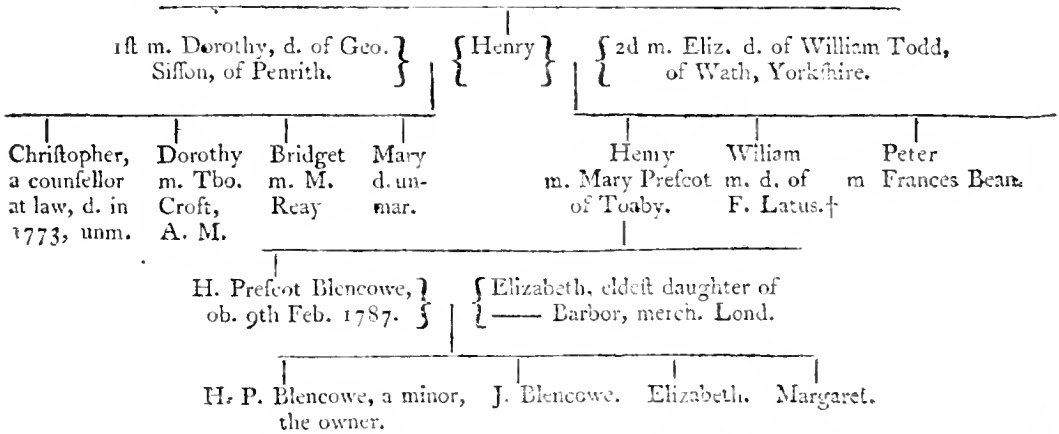 1ſt m. Dorothy, d. of Geo. } { Henry } { 2d m. Eliz. d. of William Todd,
Siſſon, of Penrith. of Wath, Yorkſhire.
Chriſtopher, Dorothy Bridget Mary Henry William Peter
a counſellor m. Tho. m. M. d. un- m. Mary Preſcot m. d. of m Frances Bean.
at law, d. in Croft, Reay mar. of Toaby. F. Latus.†
1773, unm. A. M.
H. Preſcot Blencowe, } { Elizabeth, eldeſt daughter of
ob. 9th Feb. 1787. —— Barbor, merch. Lond.
H. P. Blencowe, a minor, J. Blencowe. Elizabeth. Margaret.
the owner.